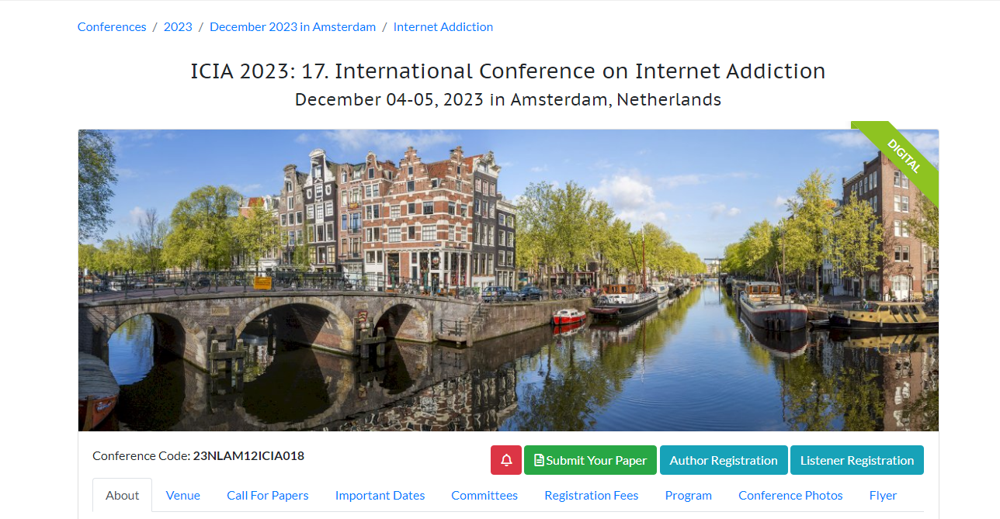 Conferences / 2023 / December 2023 in Amsterdam / Internet Addiction
ICIA 2023: 17. International Conference on Internet Addiction
December 04-05, 2023 in Amsterdam, Netherlands
DIGITAL
Conference Code: 23NLAM12ICIA018
Submit Your Paper
Author Registration
Listener Registration
About
Venue
Call For Papers
Important Dates
Committees
Registration Fees
Program
Conference Photos
Flyer